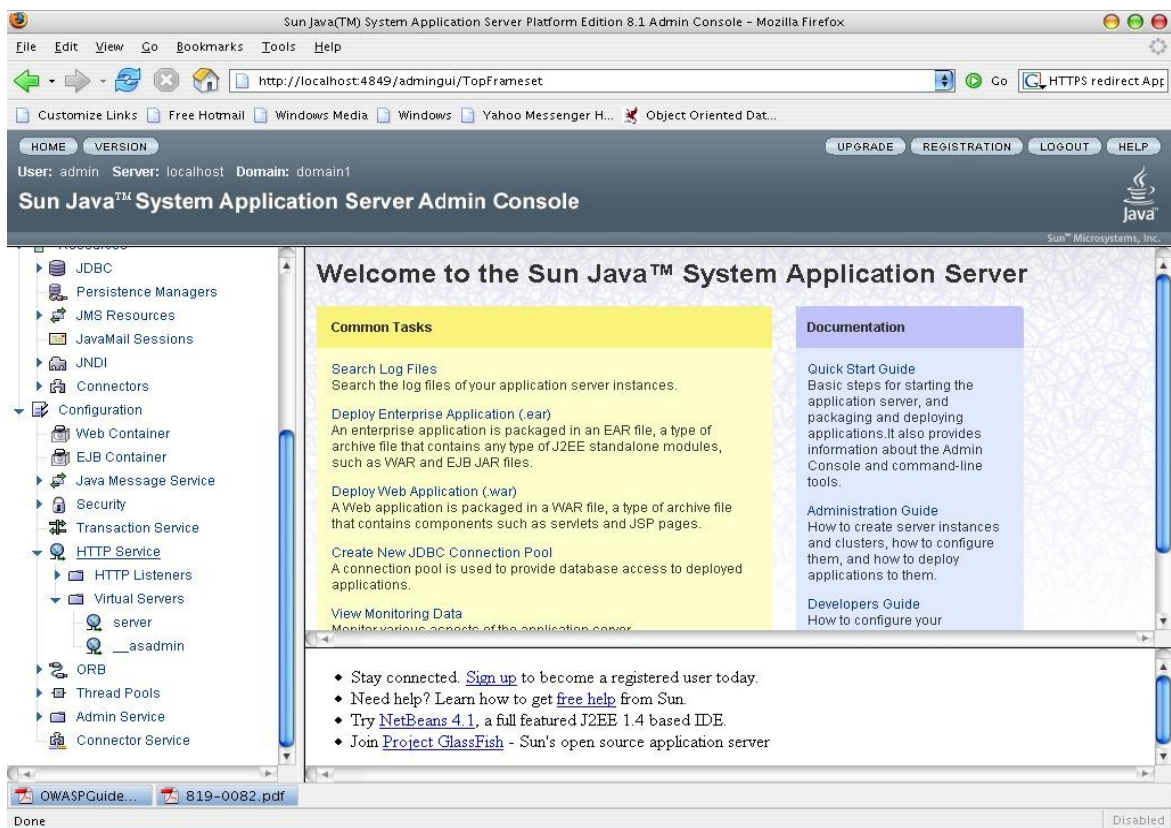 Sun Java(TM) System Application Server Platform Edition 8.1 Admin Console - Mozilla Firefox
File Edit View Go Bookmarks Tools Help
http://localhost:4849/admingui/TopFrameset
Go
HTTPS redirect App
Customize Links
Free Hotmail
Windows Media
Windows
Yahoo Messenger H...
Object Oriented Dat...
HOME VERSION
UPGRADE REGISTRATION LOGOUT HELP
User: admin Server: localhost Domain: domain1
Sun Java™ System Application Server Admin Console
Java™
Sun™ Microsystems, Inc.
Resources
JDBC
Persistence Managers
JMS Resources
JavaMail Sessions
JNDI
Connectors
Configuration
Web Container
EJB Container
Java Message Service
Security
Transaction Service
HTTP Service
HTTP Listeners
Virtual Servers
server
__asadmin
ORB
Thread Pools
Admin Service
Connector Service
Welcome to the Sun Java™ System Application Server
Common Tasks
Search Log Files
Search the log files of your application server instances.
Deploy Enterprise Application (.ear)
An enterprise application is packaged in an EAR file, a type of
archive file that contains any type of J2EE standalone modules,
such as WAR and EJB JAR files.
Deploy Web Application (.war)
A Web application is packaged in a WAR file, a type of archive file
that contains components such as servlets and JSP pages.
Create New JDBC Connection Pool
A connection pool is used to provide database access to deployed
applications.
View Monitoring Data
Monitor various aspects of the application server
Documentation
Quick Start Guide
Basic steps for starting the
application server, and
packaging and deploying
applications.It also provides
information about the Admin
Console and command-line
tools.
Administration Guide
How to create server instances
and clusters, how to configure
them, and how to deploy
applications to them.
Developers Guide
How to configure your
• Stay connected. Sign up to become a registered user today.
• Need help? Learn how to get free help from Sun.
• Try NetBeans 4.1, a full featured J2EE 1.4 based IDE.
• Join Project GlassFish - Sun's open source application server
OWASPGuide...
819-0082.pdf
Done
Disabled